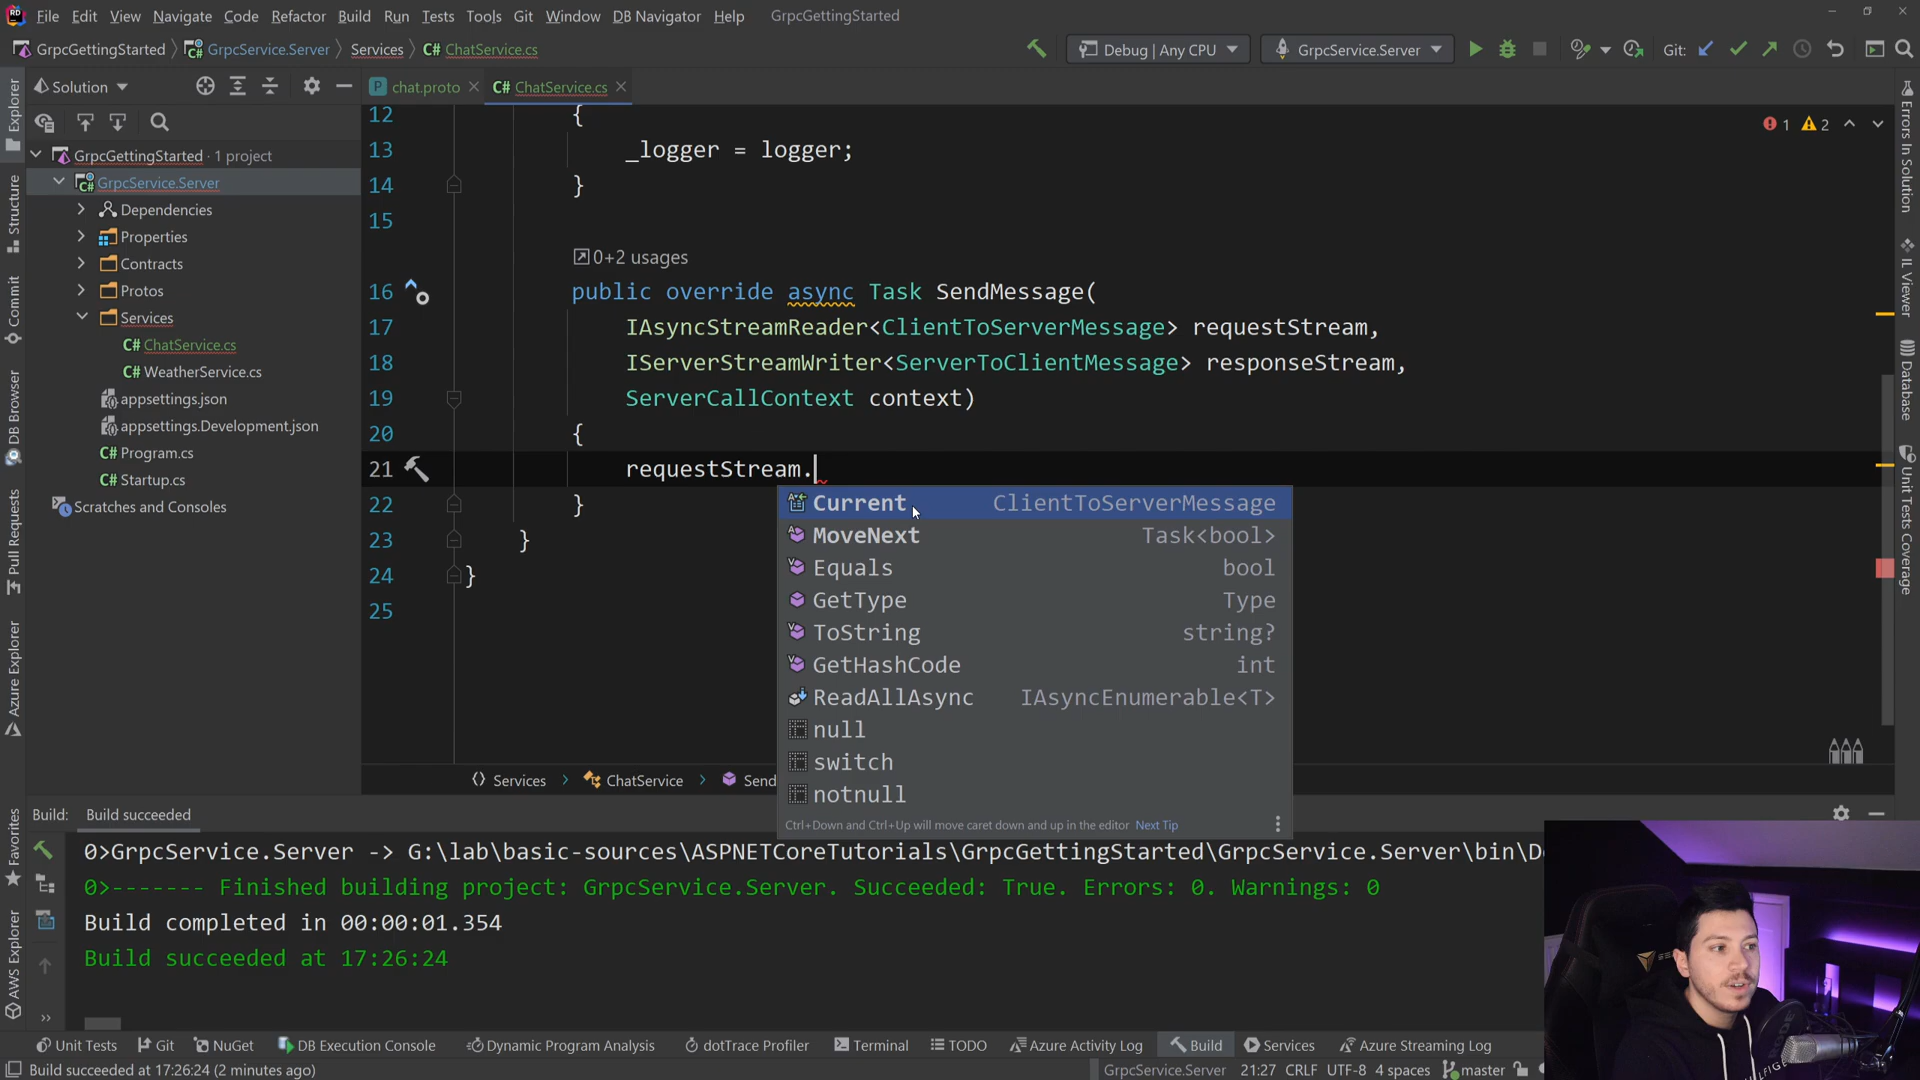 File Edit View Navigate Code Refactor Build Run Tests Tools Git Window DB Navigator Help GrpcGettingStarted
GrpcGettingStarted GrpcService.Server Services C# ChatService.cs Debug | Any CPU GrpcService.Server Git:
Solution chat.proto C# ChatService.cs
Explorer
Structure
Commit
DB Browser
Pull Requests
Azure Explorer
Favorites
AWS Explorer
GrpcGettingStarted · 1 project
GrpcService.Server
Dependencies
Properties
Contracts
Protos
Services
C# ChatService.cs
C# WeatherService.cs
appsettings.json
appsettings.Development.json
C# Program.cs
C# Startup.cs
Scratches and Consoles
1 2
12 {
13 _logger = logger;
14 }
15
0+2 usages
16 public override async Task SendMessage(
17 IAsyncStreamReader<ClientToServerMessage> requestStream,
18 IServerStreamWriter<ServerToClientMessage> responseStream,
19 ServerCallContext context)
20 {
21 requestStream.
22 }
23 }
24 }
25
Current ClientToServerMessage
MoveNext Task<bool>
Equals bool
GetType Type
ToString string?
GetHashCode int
ReadAllAsync IAsyncEnumerable<T>
null
switch
notnull
Ctrl+Down and Ctrl+Up will move caret down and up in the editor Next Tip
Errors In Solution
IL Viewer
Database
Unit Tests Coverage
Services ChatService Send
Build: Build succeeded
0>GrpcService.Server -> G:\lab\basic-sources\ASPNETCoreTutorials\GrpcGettingStarted\GrpcService.Server\bin\De
0>------- Finished building project: GrpcService.Server. Succeeded: True. Errors: 0. Warnings: 0
Build completed in 00:00:01.354
Build succeeded at 17:26:24
Unit Tests Git NuGet DB Execution Console Dynamic Program Analysis dotTrace Profiler Terminal TODO Azure Activity Log Build Services Azure Streaming Log
Build succeeded at 17:26:24 (2 minutes ago) GrpcService.Server 21:27 CRLF UTF-8 4 spaces master